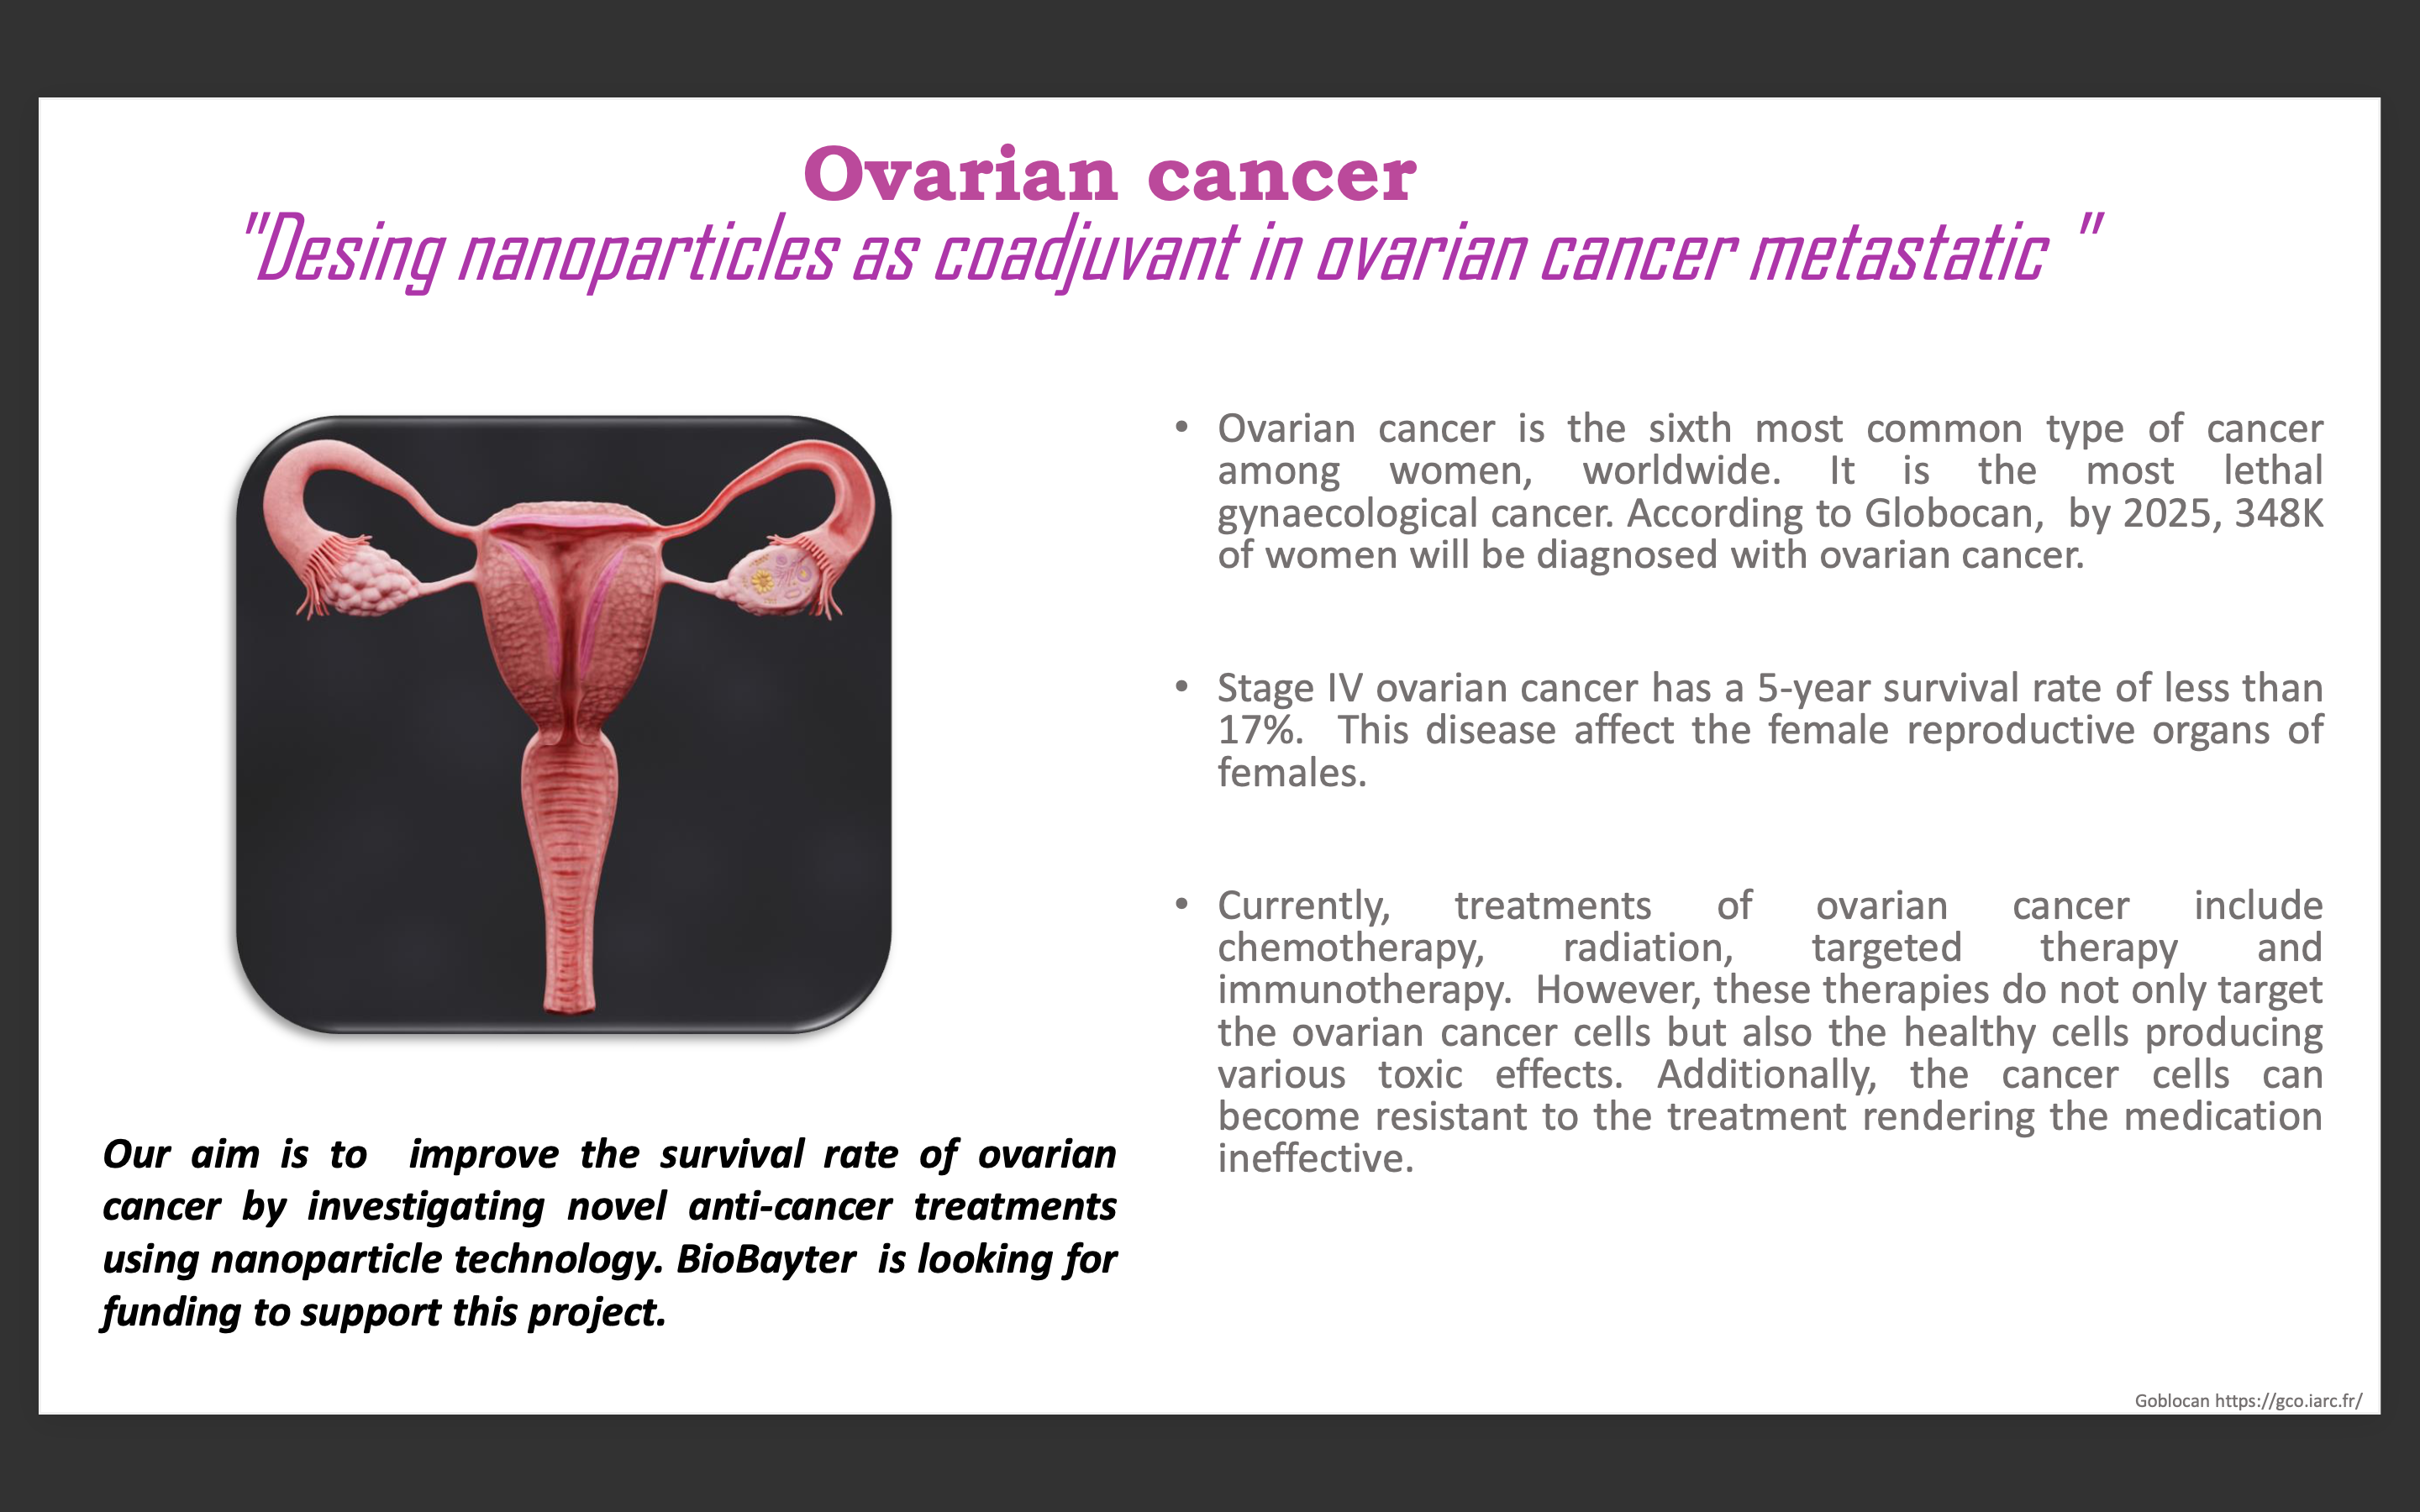 Ovarian cancer
"Desing nanoparticles as coadjuvant in ovarian cancer metastatic "
• Ovarian cancer is the sixth most common type of cancer
among women, worldwide. It is the most lethal
gynaecological cancer. According to Globocan,  by 2025, 348K
of women will be diagnosed with ovarian cancer.
• Stage IV ovarian cancer has a 5-year survival rate of less than
17%.  This disease affect the female reproductive organs of
females.
• Currently, treatments of ovarian cancer include
chemotherapy, radiation, targeted therapy and
immunotherapy.  However, these therapies do not only target
the ovarian cancer cells but also the healthy cells producing
various toxic effects. Additionally, the cancer cells can
become resistant to the treatment rendering the medication
ineffective.
Our aim is to  improve the survival rate of ovarian
cancer by investigating novel anti-cancer treatments
using nanoparticle technology. BioBayter  is looking for
funding to support this project.
Goblocan https://gco.iarc.fr/